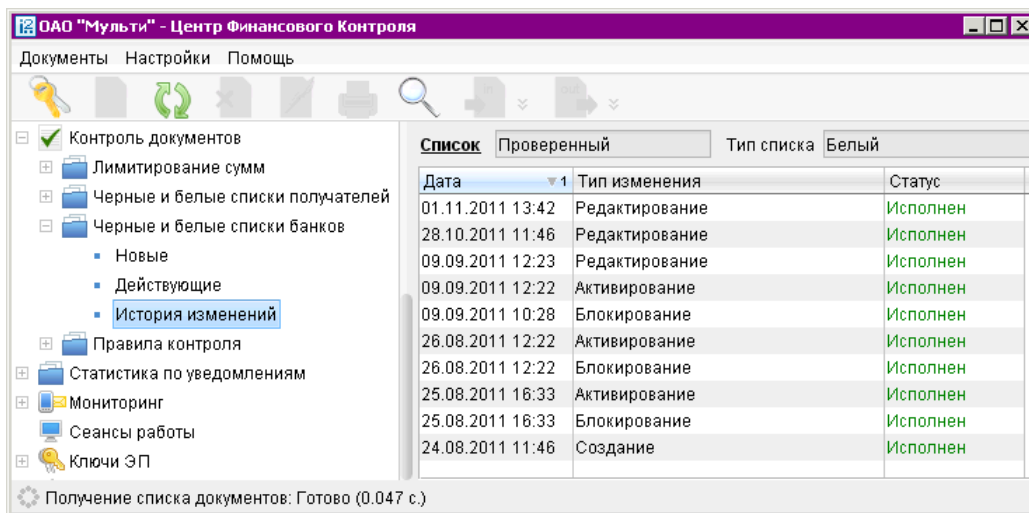 ОАО "Мульти" - Центр Финансового Контроля
Документы Настройки Помощь
in out
Контроль документов
Лимитирование сумм
Черные и белые списки получателей
Черные и белые списки банков
Новые
Действующие
История изменений
Правила контроля
Статистика по уведомлениям
Мониторинг
Сеансы работы
Ключи ЭП
Список Проверенный Тип списка Белый
Дата 1 Тип изменения Статус
01.11.2011 13:42 Редактирование Исполнен
28.10.2011 11:46 Редактирование Исполнен
09.09.2011 12:23 Редактирование Исполнен
09.09.2011 12:22 Активирование Исполнен
09.09.2011 10:28 Блокирование Исполнен
26.08.2011 12:22 Активирование Исполнен
26.08.2011 12:22 Блокирование Исполнен
25.08.2011 16:33 Активирование Исполнен
25.08.2011 16:33 Блокирование Исполнен
24.08.2011 11:46 Создание Исполнен
Получение списка документов: Готово (0.047 с.)